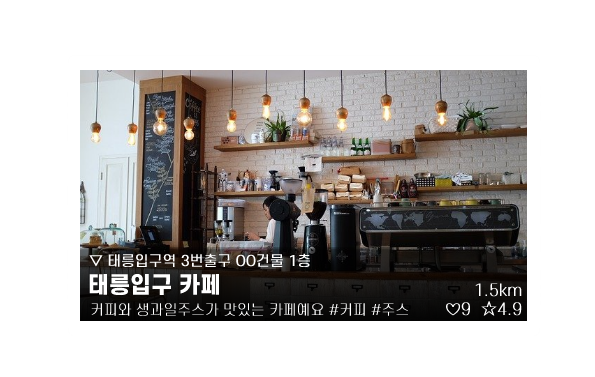 ▽ 태릉입구역 3번출구 00건물 1층
태릉입구 카페
1.5km
커피와 생과일주스가 맛있는 카페예요 #커피 #주스
♡9 ☆4.9